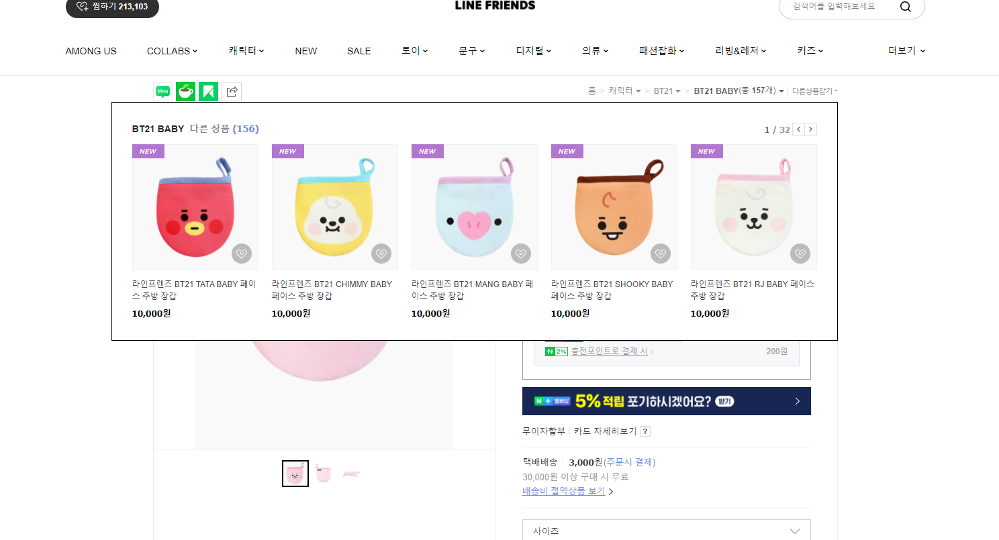 찜하기 213,103
LINE FRIENDS
검색어를 입력해보세요
AMONG US COLLABS 캐릭터 NEW SALE 토이 문구 디지털 의류 패션잡화 리빙&레저 키즈 더보기
blog
홈 > 캐릭터 > BT21 > BT21 BABY(총 157개) 다른상품닫기
BT21 BABY 다른 상품 (156)
1 / 32 < >
NEW NEW NEW NEW NEW
라인프렌즈 BT21 TATA BABY 페이
스 주방 장갑
10,000원
라인프렌즈 BT21 CHIMMY BABY
페이스 주방 장갑
10,000원
라인프렌즈 BT21 MANG BABY 페
이스 주방 장갑
10,000원
라인프렌즈 BT21 SHOOKY BABY
페이스 주방 장갑
10,000원
라인프렌즈 BT21 RJ BABY 페이스
주방 장갑
10,000원
N 2% 충전포인트로 결제 시 > 200원
N + 멤버십 5% 적립 포기하시겠어요? 받기 >
무이자할부 카드 자세히보기 ?
택배배송 3,000원(주문시 결제)
30,000원 이상 구매 시 무료
배송비 절약상품 보기 >
사이즈